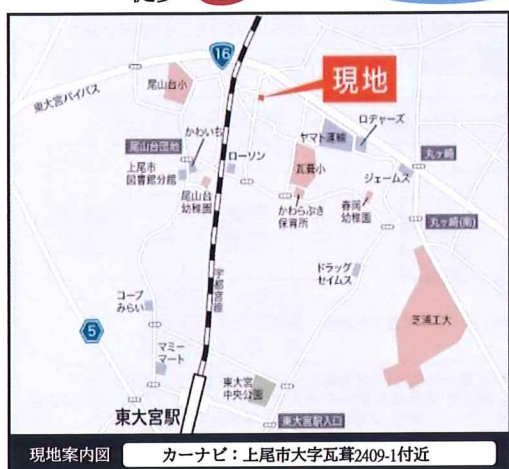 16
現地
尾山台小
東大宮バイパス
ロヂャーズ
ヤマト運輸
かわいち
尾山台団地
ローソン
瓦葺小
丸ヶ崎
上尾市
図書館分館
ジェームス
尾山台
幼稚園
かわらぶき
保育所
春岡
幼稚園
丸ヶ崎(南)
宇都宮線
ドラッグ
セイムス
コープ
みらい
芝浦工大
5
マミー
マート
東大宮
中央公園
東大宮駅
東大宮駅入口
現地案内図
カーナビ：上尾市大字瓦葺2409-1付近